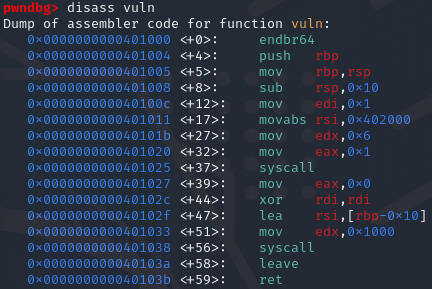 pwndbg> disass vuln
Dump of assembler code for function vuln:
0x0000000000401000 <+0>: endbr64
0x0000000000401004 <+4>: push rbp
0x0000000000401005 <+5>: mov rbp,rsp
0x0000000000401008 <+8>: sub rsp,0x10
0x000000000040100c <+12>: mov edi,0x1
0x0000000000401011 <+17>: movabs rsi,0x402000
0x000000000040101b <+27>: mov edx,0x6
0x0000000000401020 <+32>: mov eax,0x1
0x0000000000401025 <+37>: syscall
0x0000000000401027 <+39>: mov eax,0x0
0x000000000040102c <+44>: xor rdi,rdi
0x000000000040102f <+47>: lea rsi,[rbp-0x10]
0x0000000000401033 <+51>: mov edx,0x1000
0x0000000000401038 <+56>: syscall
0x000000000040103a <+58>: leave
0x000000000040103b <+59>: ret